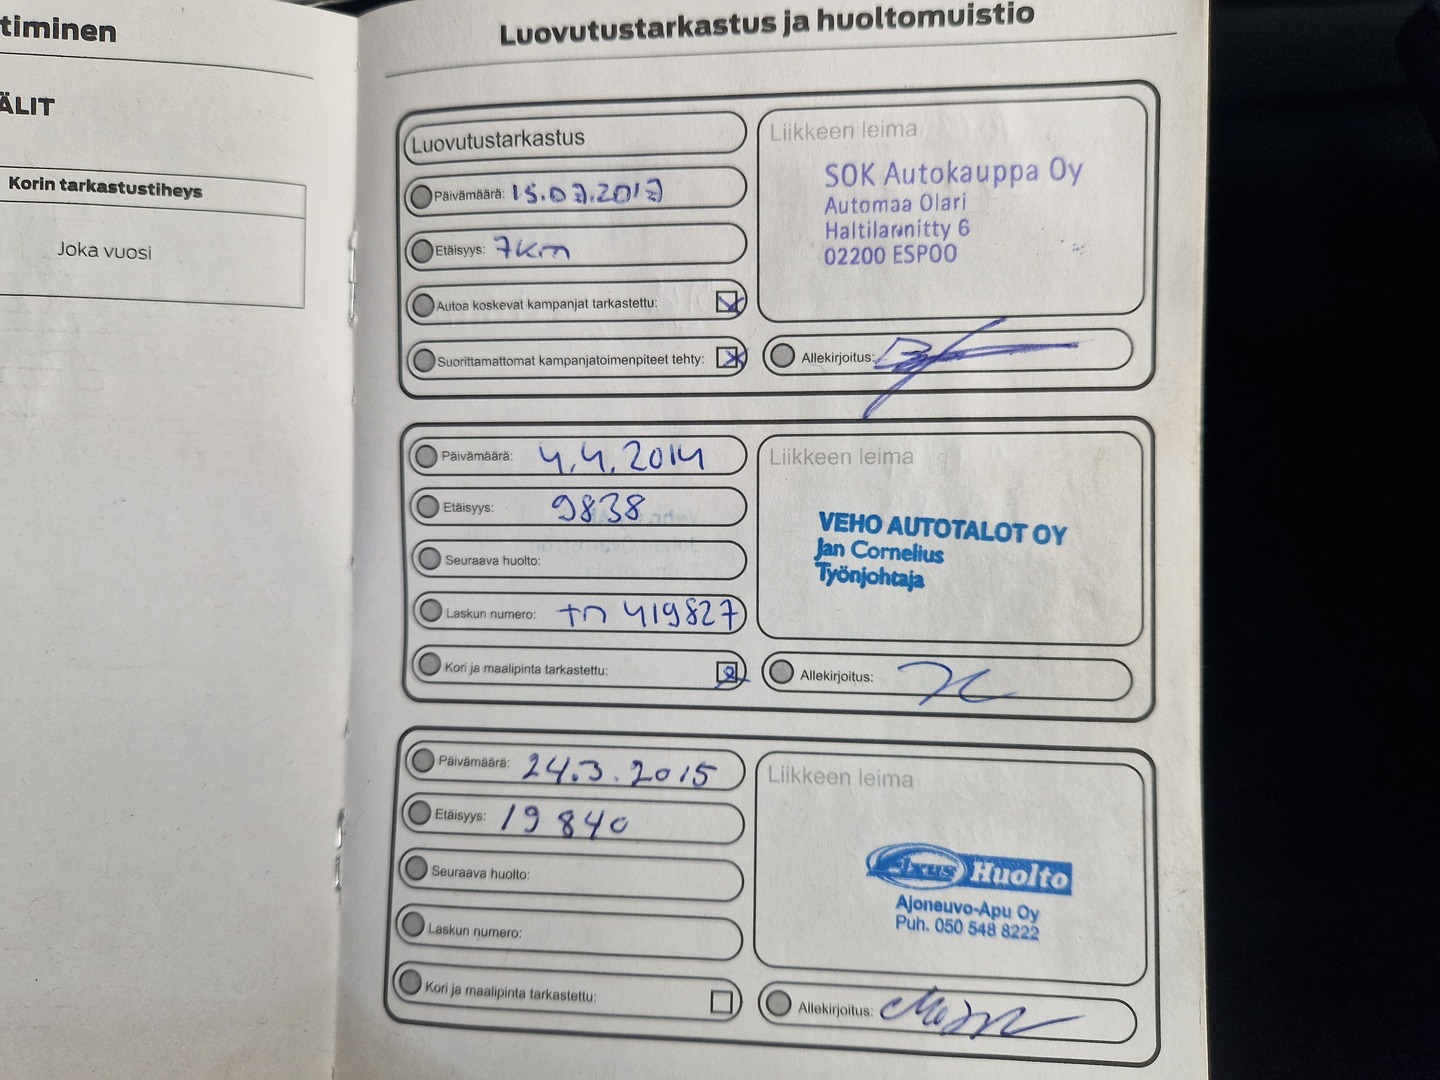 timinen
ÄLIT
Korin tarkastustiheys
Joka vuosi
Luovutustarkastus ja huoltomuistio
Luovutustarkastus
Päivämäärä: 15.07.2013
Etäisyys: 7km
Autoa koskevat kampanjat tarkastettu:
Suorittamattomat kampanjatoimenpiteet tehty:
Liikkeen leima
SOK Autokauppa Oy
Automaa Olari
Haltilannitty 6
02200 ESPOO
Allekirjoitus:
Päivämäärä: 4.4.2014
Etäisyys: 9838
Seuraava huolto:
Laskun numero: tn 419827
Kori ja maalipinta tarkastettu:
Liikkeen leima
VEHO AUTOTALOT OY
Jan Cornelius
Työnjohtaja
Allekirjoitus:
Päivämäärä: 24.3.2015
Etäisyys: 19840
Seuraava huolto:
Laskun numero:
Kori ja maalipinta tarkastettu:
Liikkeen leima
Fixus Huolto
Ajoneuvo-Apu Oy
Puh. 050 548 8222
Allekirjoitus: